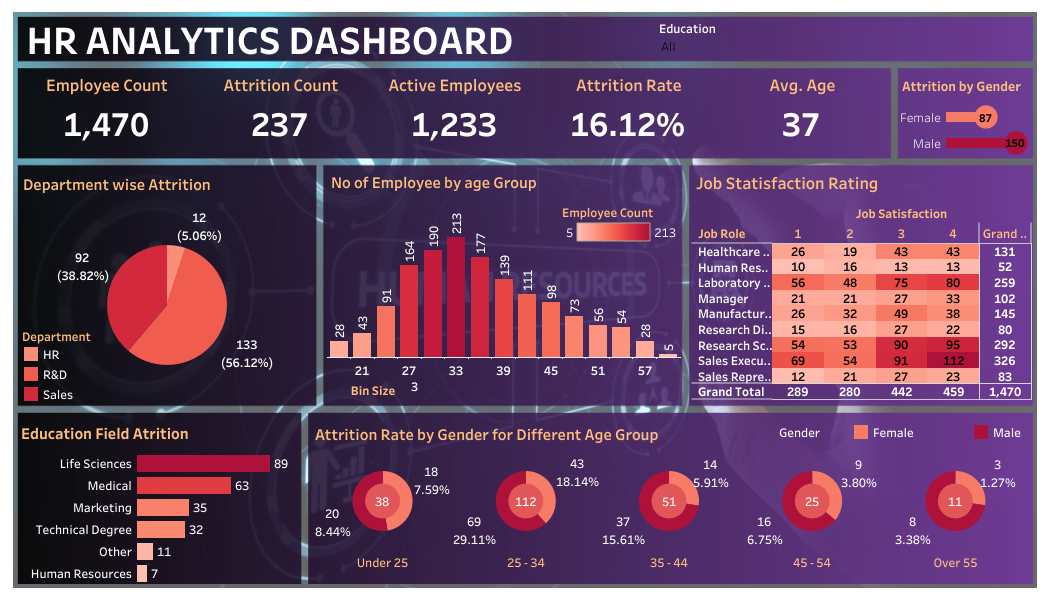 HR ANALYTICS DASHBOARD
Education
All
Employee Count
1,470
Attrition Count
237
Active Employees
1,233
Attrition Rate
16.12%
Avg. Age
37
Attrition by Gender
Female 87
Male 150
Department wise Attrition
12
(5.06%)
92
(38.82%)
133
(56.12%)
Department
HR
R&D
Sales
No of Employee by age Group
Employee Count
5 213
28 43 91 164 190 213 177 139 111 98 73 56 54 28 5
21 27 33 39 45 51 57
Bin Size 3
HUMAN RESOURCES
Job Statisfaction Rating
Job Satisfaction
Job Role 1 2 3 4 Grand ..
Healthcare .. 26 19 43 43 131
Human Res.. 10 16 13 13 52
Laboratory .. 56 48 75 80 259
Manager 21 21 27 33 102
Manufactur.. 26 32 49 38 145
Research Di.. 15 16 27 22 80
Research Sc.. 54 53 90 95 292
Sales Execu.. 69 54 91 112 326
Sales Repre.. 12 21 27 23 83
Grand Total 289 280 442 459 1,470
Education Field Atrition
Life Sciences 89
Medical 63
Marketing 35
Technical Degree 32
Other 11
Human Resources 7
Attrition Rate by Gender for Different Age Group
Gender Female Male
18
7.59%
38
20
8.44%
Under 25
43
18.14%
112
69
29.11%
25 - 34
14
5.91%
51
37
15.61%
35 - 44
9
3.80%
25
16
6.75%
45 - 54
3
1.27%
11
8
3.38%
Over 55